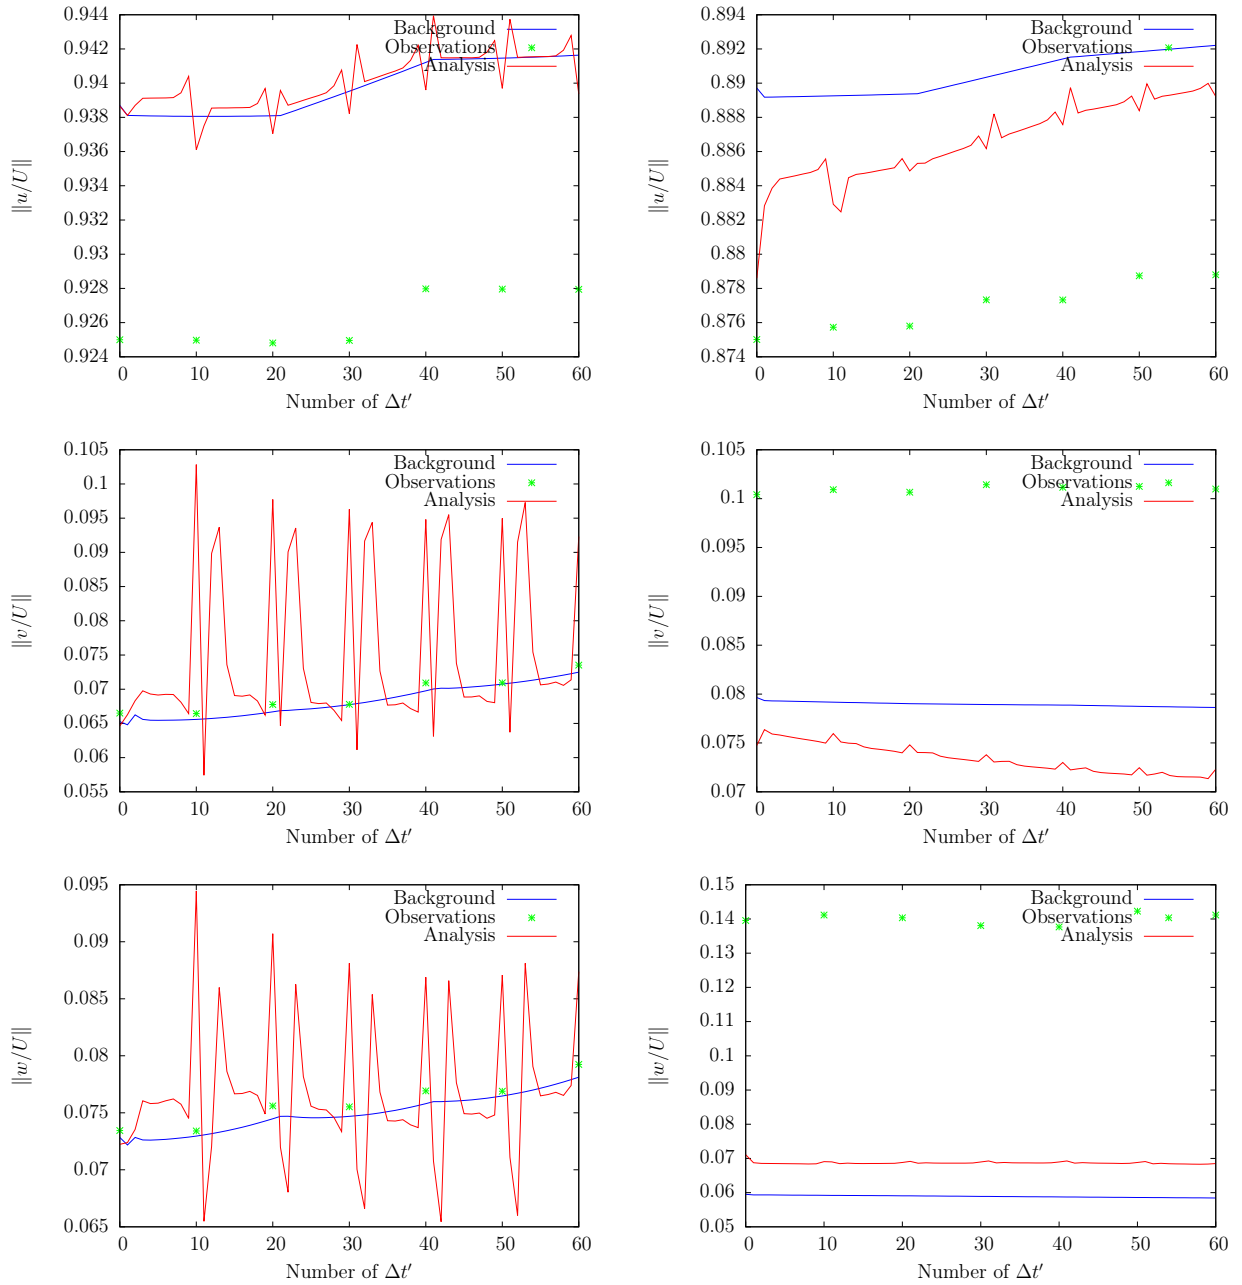 0.944
0.942
0.94
0.938
0.936
0.934
0.932
0.93
0.928
0.926
0.924
‖u/U‖
Background
Observations
Analysis
0 10 20 30 40 50 60
Number of Δt′
0.894
0.892
0.89
0.888
0.886
0.884
0.882
0.88
0.878
0.876
0.874
‖u/U‖
Background
Observations
Analysis
0 10 20 30 40 50 60
Number of Δt′
0.105
0.1
0.095
0.09
0.085
0.08
0.075
0.07
0.065
0.06
0.055
‖v/U‖
Background
Observations
Analysis
0 10 20 30 40 50 60
Number of Δt′
0.105
0.1
0.095
0.09
0.085
0.08
0.075
0.07
‖v/U‖
Background
Observations
Analysis
0 10 20 30 40 50 60
Number of Δt′
0.095
0.09
0.085
0.08
0.075
0.07
0.065
‖w/U‖
Background
Observations
Analysis
0 10 20 30 40 50 60
Number of Δt′
0.15
0.14
0.13
0.12
0.11
0.1
0.09
0.08
0.07
0.06
0.05
‖w/U‖
Background
Observations
Analysis
0 10 20 30 40 50 60
Number of Δt′